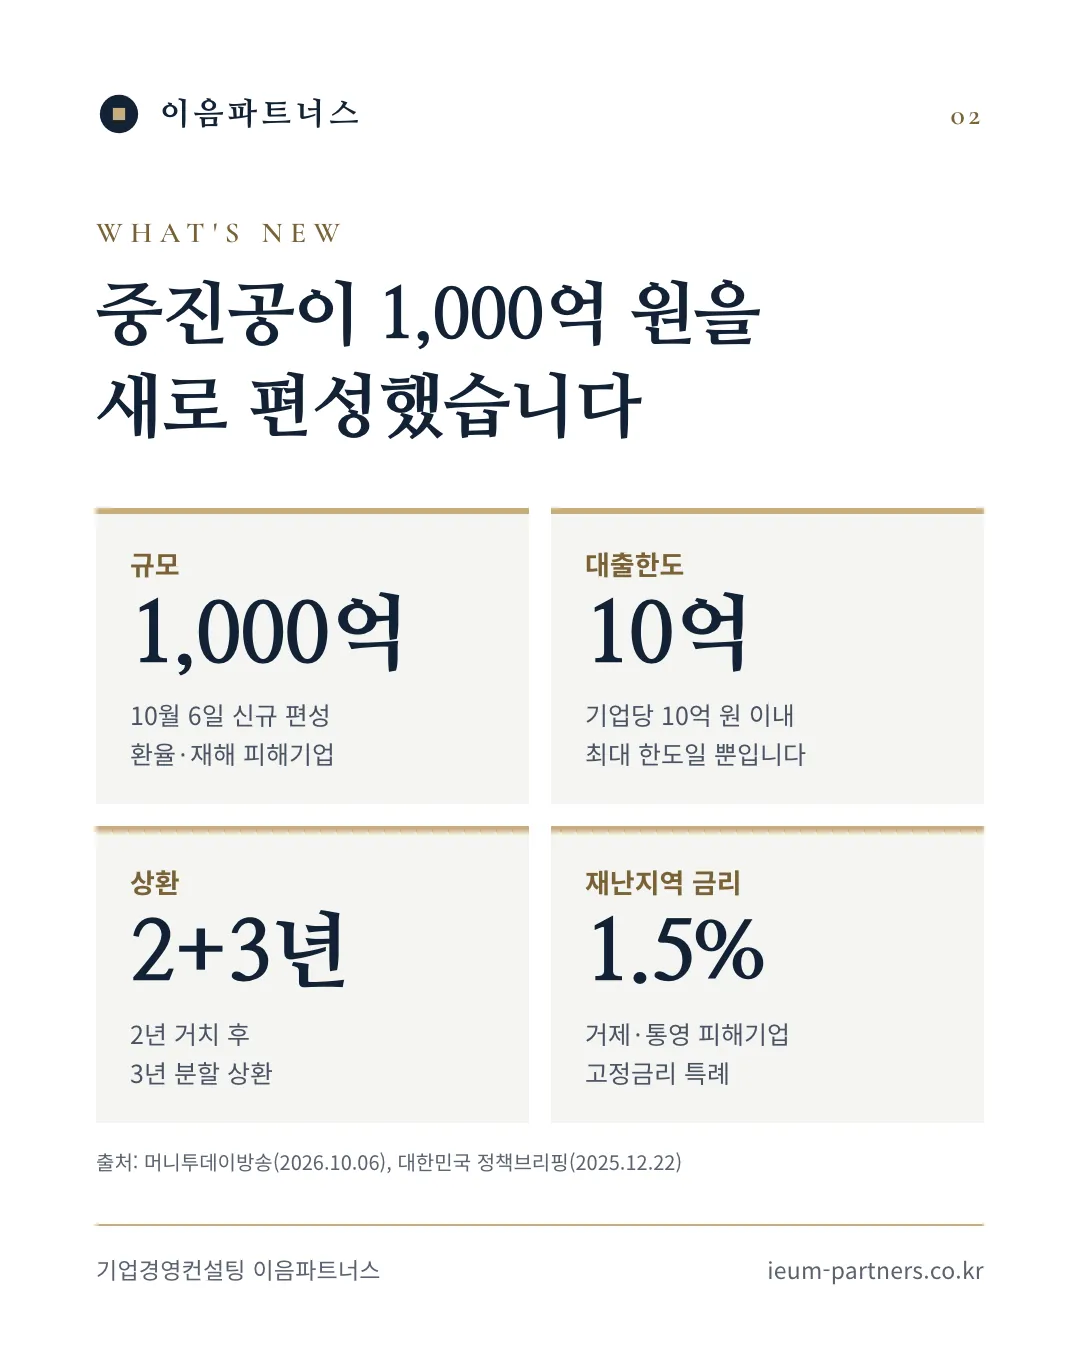 이음파트너스
02
WHAT'S NEW
중진공이 1,000억 원을
새로 편성했습니다
규모
1,000억
10월 6일 신규 편성
환율·재해 피해기업
대출한도
10억
기업당 10억 원 이내
최대 한도일 뿐입니다
상환
2+3년
2년 거치 후
3년 분할 상환
재난지역 금리
1.5%
거제·통영 피해기업
고정금리 특례
출처: 머니투데이방송(2026.10.06), 대한민국 정책브리핑(2025.12.22)
기업경영컨설팅 이음파트너스
ieum-partners.co.kr